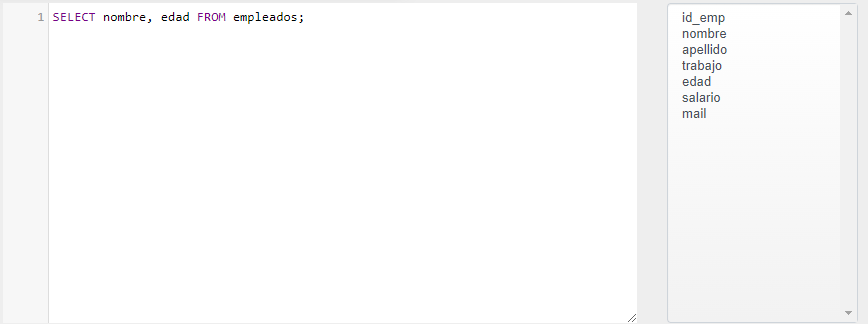 1 SELECT nombre, edad FROM empleados;
id_emp
nombre
apellido
trabajo
edad
salario
mail